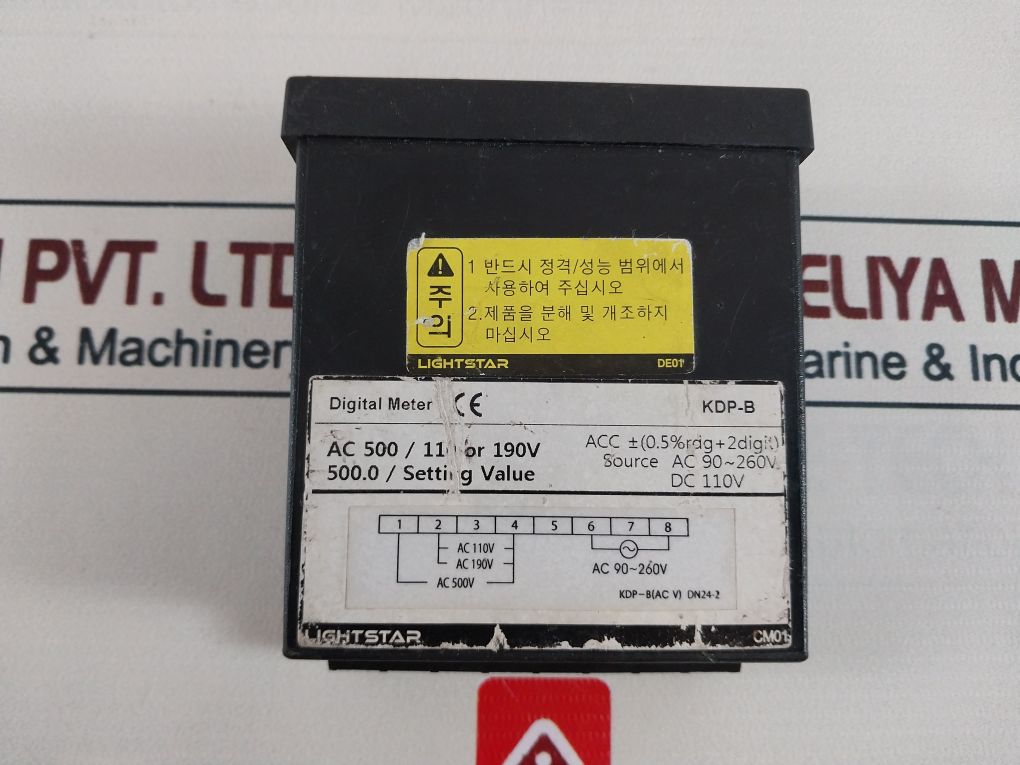 PVT. LTD
& Machiner
ELIYA M
arine & Ind
주의
1 반드시 정격/성능 범위에서
사용하여 주십시오
2.제품을 분해 및 개조하지
마십시오
LIGHTSTAR DE01
Digital Meter CE KDP-B
AC 500 / 110 or 190V
500.0 / Setting Value
ACC ±(0.5%rdg+2digit)
Source AC 90~260V
DC 110V
1 2 3 4 5 6 7 8
AC 110V
AC 190V
AC 500V
AC 90~260V
KDP-B(AC V) DN24-2
LIGHTSTAR CM01